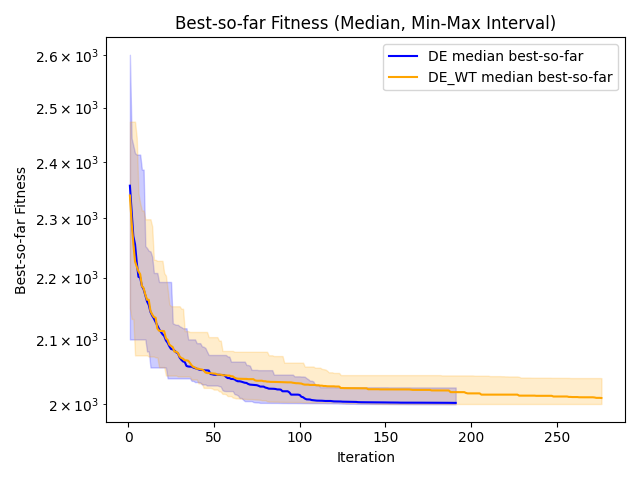 Best-so-far Fitness (Median, Min-Max Interval)
DE median best-so-far
DE_WT median best-so-far
Best-so-far Fitness
2.6 × 10³
2.5 × 10³
2.4 × 10³
2.3 × 10³
2.2 × 10³
2.1 × 10³
2 × 10³
0 50 100 150 200 250
Iteration